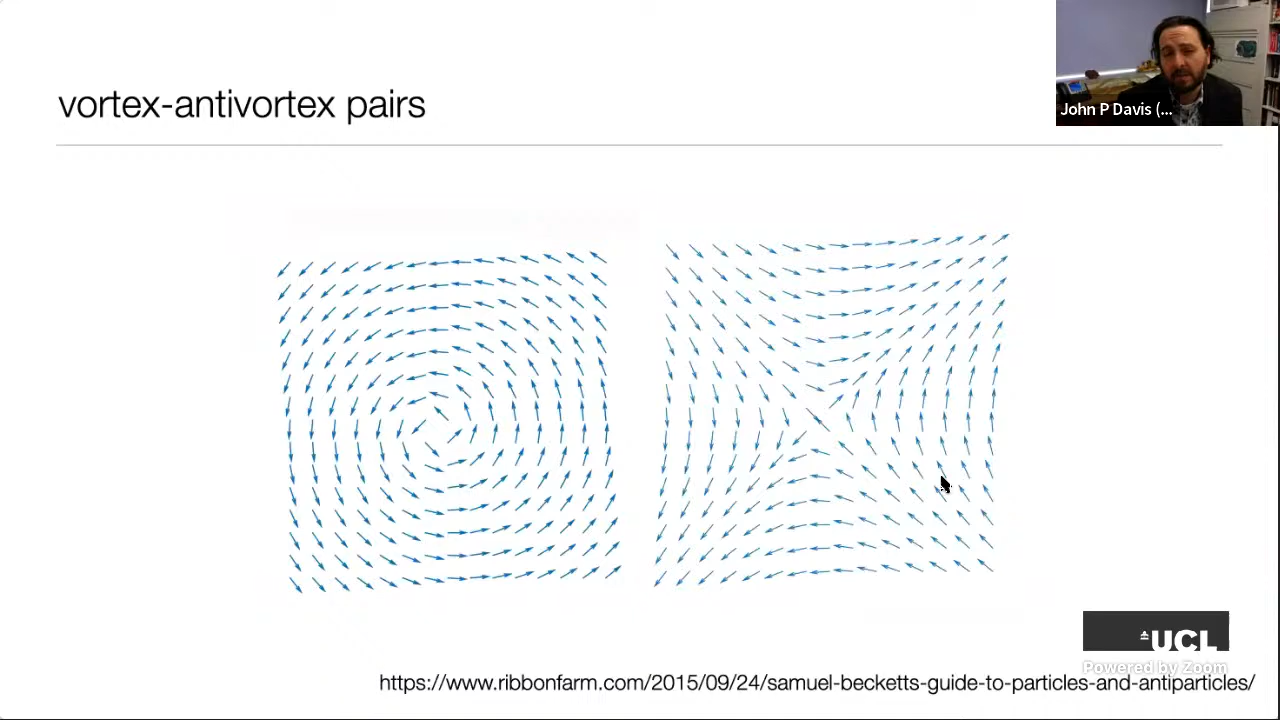 John P Davis (...
vortex-antivortex pairs
UCL
Powered by Zoom
https://www.ribbonfarm.com/2015/09/24/samuel-becketts-guide-to-particles-and-antiparticles/